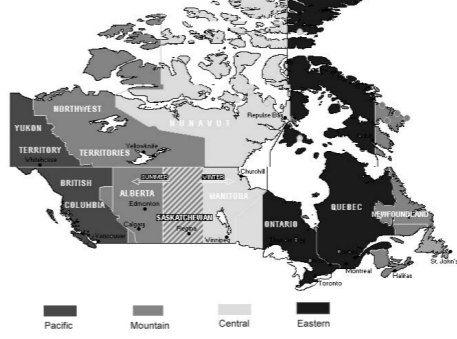 NORTHWEST
NUNAVUT
Repulse Bay
YUKON
TERRITORY
Whitehorse
Yellowknife
TERRITORIES
Churchill
BRITISH
COLUMBIA
SUMMER
WINTER
ALBERTA
MANITOBA
Edmonton
SASKATCHEWAN
QUEBEC
NEWFOUNDLAND
Calgary
Regina
ONTARIO
Vancouver
Winnipeg
St. John's
Montreal
Halifax
Toronto
Pacific
Mountain
Central
Eastern